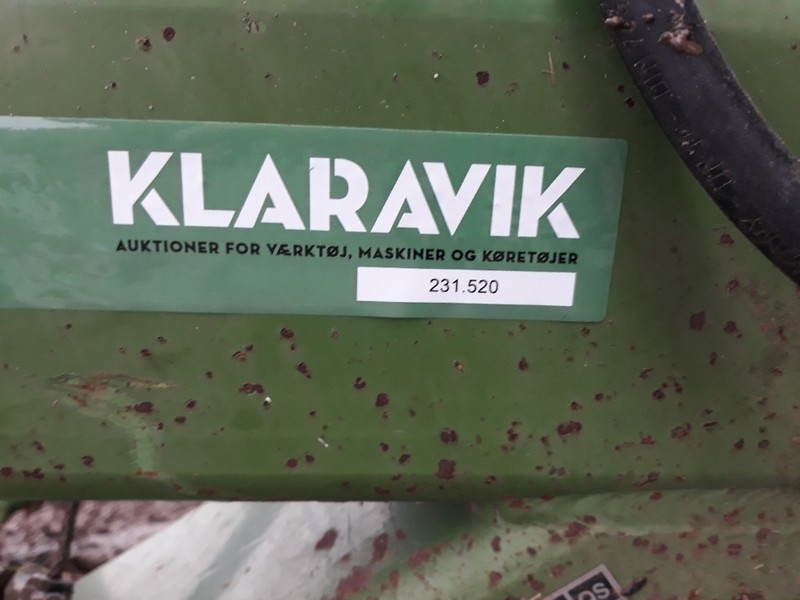 KLARAVIK
AUKTIONER FOR VÆRKTØJ, MASKINER OG KØRETØJER
231.520